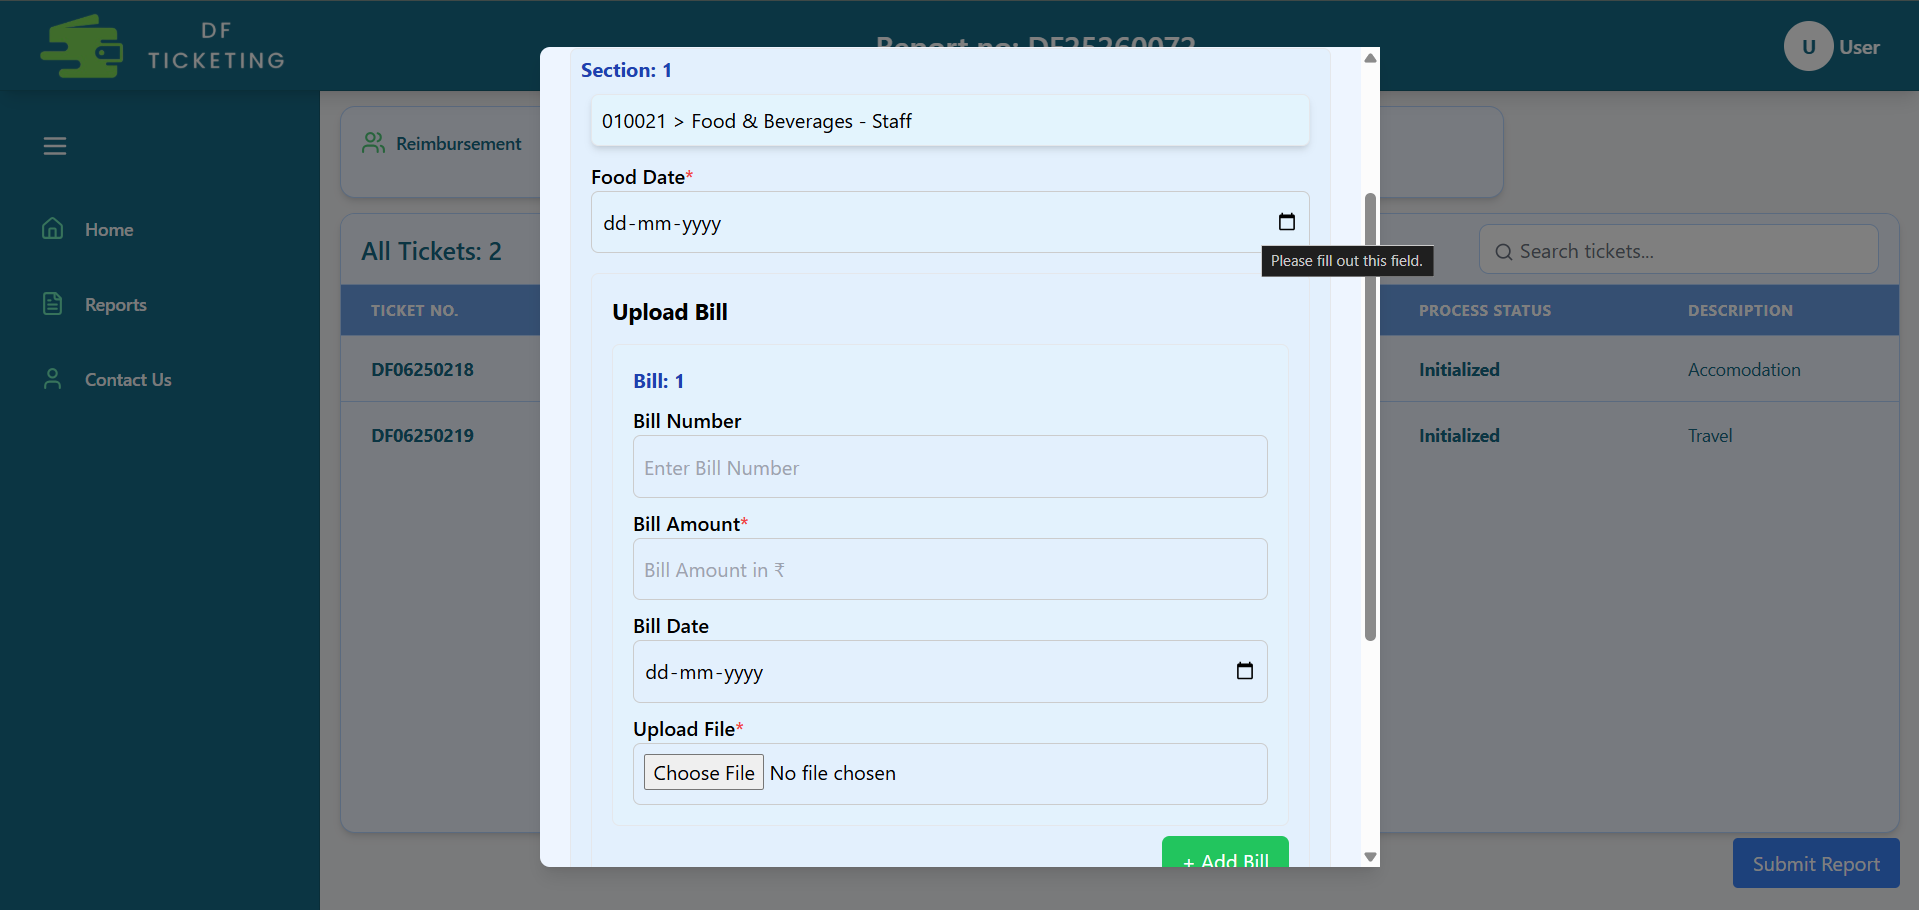 DF
TICKETING
Report no: DF25260072
U User
Home
Reports
Contact Us
Reimbursement
All Tickets: 2
Search tickets...
TICKET NO.
PROCESS STATUS
DESCRIPTION
DF06250218
Initialized
Accomodation
DF06250219
Initialized
Travel
Section: 1
010021 > Food & Beverages - Staff
Food Date*
dd-mm-yyyy
Please fill out this field.
Upload Bill
Bill: 1
Bill Number
Enter Bill Number
Bill Amount*
Bill Amount in ₹
Bill Date
dd-mm-yyyy
Upload File*
Choose File No file chosen
+ Add Bill
Submit Report